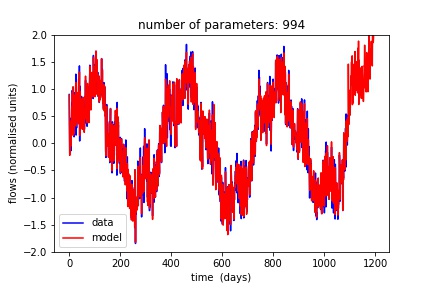 number of parameters: 994
flows (normalised units)
2.0
1.5
1.0
0.5
0.0
−0.5
−1.0
−1.5
−2.0
data
model
0 200 400 600 800 1000 1200
time (days)